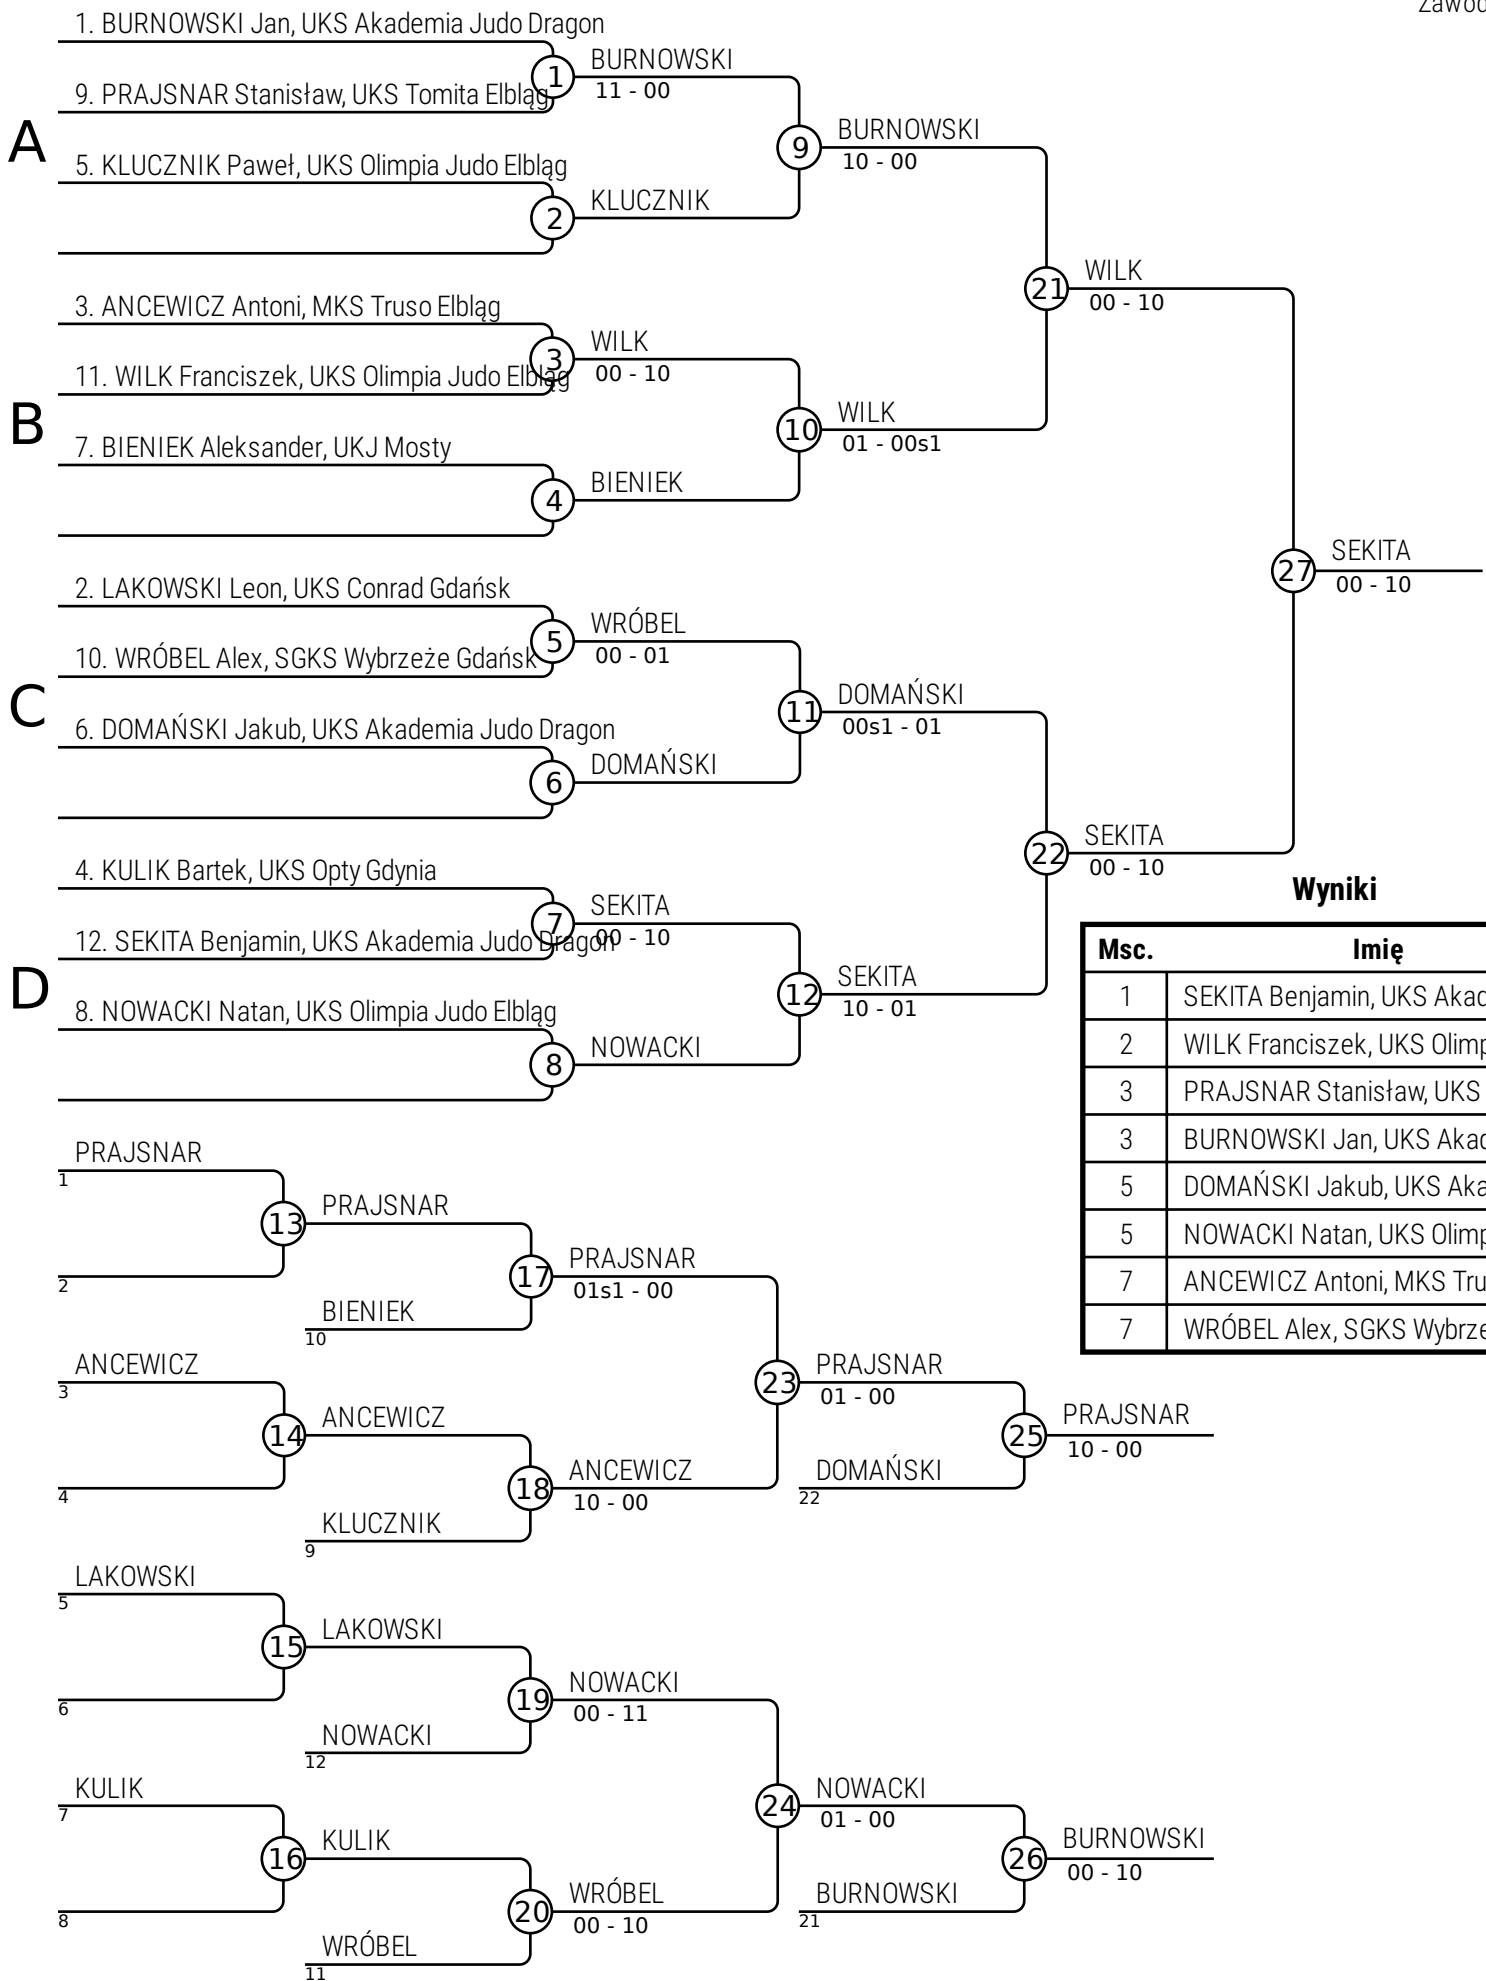 Zawod
1. BURNOWSKI Jan, UKS Akademia Judo Dragon
1
BURNOWSKI
11 - 00
9. PRAJSNAR Stanisław, UKS Tomita Elbląg
A
9
BURNOWSKI
10 - 00
5. KLUCZNIK Paweł, UKS Olimpia Judo Elbląg
2
KLUCZNIK
21
WILK
00 - 10
3. ANCEWICZ Antoni, MKS Truso Elbląg
3
WILK
00 - 10
11. WILK Franciszek, UKS Olimpia Judo Elbląg
B
10
WILK
01 - 00s1
7. BIENIEK Aleksander, UKJ Mosty
4
BIENIEK
27
SEKITA
00 - 10
2. LAKOWSKI Leon, UKS Conrad Gdańsk
5
WRÓBEL
00 - 01
10. WRÓBEL Alex, SGKS Wybrzeże Gdańsk
C
11
DOMAŃSKI
00s1 - 01
6. DOMAŃSKI Jakub, UKS Akademia Judo Dragon
6
DOMAŃSKI
22
SEKITA
00 - 10
4. KULIK Bartek, UKS Opty Gdynia
7
SEKITA
00 - 10
12. SEKITA Benjamin, UKS Akademia Judo Dragon
D
12
SEKITA
10 - 01
8. NOWACKI Natan, UKS Olimpia Judo Elbląg
8
NOWACKI
Wyniki
Msc. Imię
1 SEKITA Benjamin, UKS Akad
2 WILK Franciszek, UKS Olimp
3 PRAJSNAR Stanisław, UKS
3 BURNOWSKI Jan, UKS Akad
5 DOMAŃSKI Jakub, UKS Aka
5 NOWACKI Natan, UKS Olimp
7 ANCEWICZ Antoni, MKS Tru
7 WRÓBEL Alex, SGKS Wybrze
PRAJSNAR
1
13
PRAJSNAR
2
17
PRAJSNAR
01s1 - 00
BIENIEK
10
ANCEWICZ
3
14
ANCEWICZ
4
18
ANCEWICZ
10 - 00
KLUCZNIK
9
23
PRAJSNAR
01 - 00
25
PRAJSNAR
10 - 00
DOMAŃSKI
22
LAKOWSKI
5
15
LAKOWSKI
6
19
NOWACKI
00 - 11
NOWACKI
12
KULIK
7
16
KULIK
8
20
WRÓBEL
00 - 10
WRÓBEL
11
24
NOWACKI
01 - 00
26
BURNOWSKI
00 - 10
BURNOWSKI
21